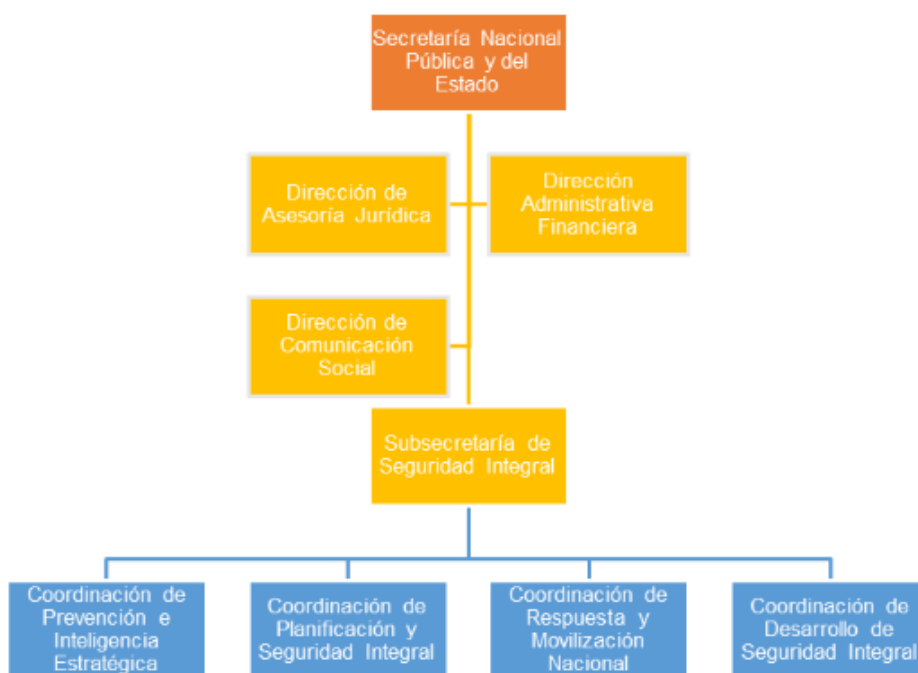 Secretaría Nacional
Pública y del
Estado
Dirección de
Asesoría Jurídica
Dirección
Administrativa
Financiera
Dirección de
Comunicación
Social
Subsecretaría de
Seguridad Integral
Coordinación de
Prevención e
Inteligencia
Estratégica
Coordinación de
Planificación y
Seguridad Integral
Coordinación de
Respuesta y
Movilización
Nacional
Coordinación de
Desarrollo de
Seguridad Integral